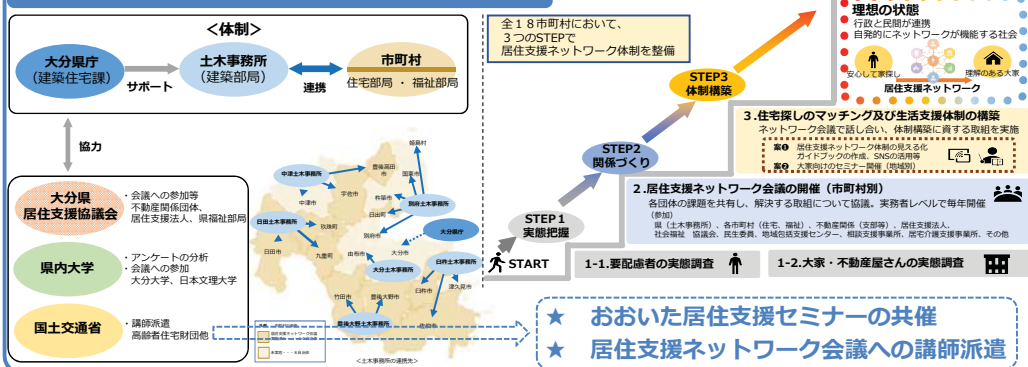 ＜体制＞
大分県庁
（建築住宅課）
サポート
土木事務所
（建築部局）
連携
市町村
住宅部局 ・ 福祉部局
協力
大分県
居住支援協議会
・会議への参加等
不動産関係団体、
居住支援法人、県福祉部局
県内大学
・アンケートの分析
・会議への参加
大分大学、日本文理大学
国土交通省
・講師派遣
高齢者住宅財団他
姫島村
中津土木事務所
豊後高田市
国東市
宇佐市
中津市
杵築市
別府土木事務所
日出町
日田土木事務所
玖珠町
別府市
大分県庁
日田市
九重町
由布市
大分市
大分土木事務所
臼杵土木事務所
臼杵市
津久見市
竹田市
豊後大野市
豊後大野土木事務所
佐伯市
＜土木事務所の連携先＞
全１８市町村において、
３つのSTEPで
居住支援ネットワーク体制を整備
START
STEP１
実態把握
STEP2
関係づくり
STEP3
体制構築
理想の状態
行政と民間が連携
自発的にネットワークが機能する社会
安心して家探し
理解のある大家
居住支援ネットワーク
３.住宅探しのマッチング及び生活支援体制の構築
ネットワーク会議で話し合い、体制構築に資する取組を実施
案❶ 居住支援ネットワーク体制の見える化
ガイドブックの作成、SNSの活用等
案❷ 大家向けのセミナー開催（地域別）
２.居住支援ネットワーク会議の開催（市町村別）
各団体の課題を共有し、解決する取組について協議。実務者レベルで毎年開催
（参加）
県（土木事務所）、各市町村（住宅、福祉）、不動産関係（支部等）、居住支援法人、
社会福祉 協議会、民生委員、地域包括支援センター、相談支援事業所、居宅介護支援事業所、その他
1-1.要配慮者の実態調査
1-2.大家・不動産屋さんの実態調査
★ おおいた居住支援セミナーの共催
★ 居住支援ネットワーク会議への講師派遣